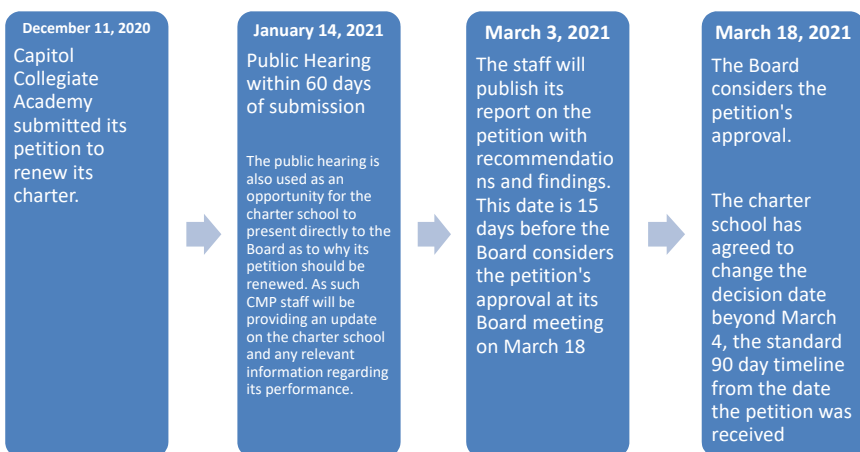 December 11, 2020
Capitol
Collegiate
Academy
submitted its
petition to
renew its
charter.
January 14, 2021
Public Hearing
within 60 days
of submission
The public hearing is
also used as an
opportunity for the
charter school to
present directly to the
Board as to why its
petition should be
renewed. As such
CMP staff will be
providing an update
on the charter school
and any relevant
information regarding
its performance.
March 3, 2021
The staff will
publish its
report on the
petition with
recommendatio
ns and findings.
This date is 15
days before the
Board considers
the petition's
approval at its
Board meeting
on March 18
March 18, 2021
The Board
considers the
petition's
approval.
The charter
school has
agreed to
change the
decision date
beyond March
4, the standard
90 day timeline
from the date
the petition was
received